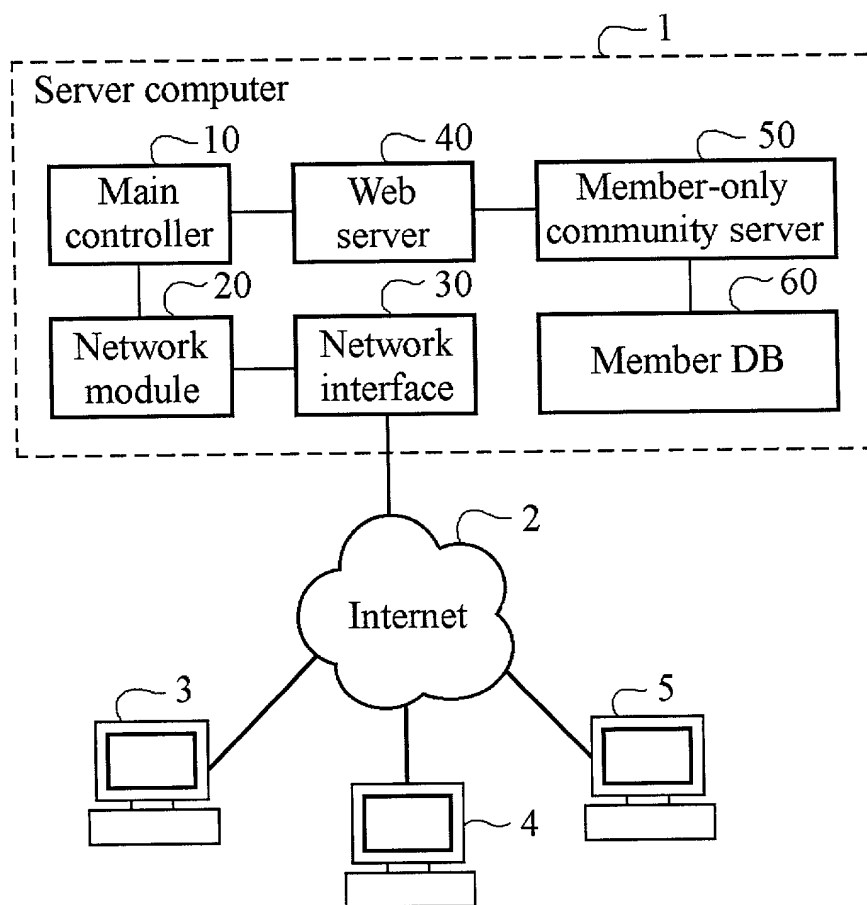 1
Server computer
10
40
50
Main
controller
Web
server
Member-only
community server
20
30
60
Network
module
Network
interface
Member DB
2
Internet
3
5
4